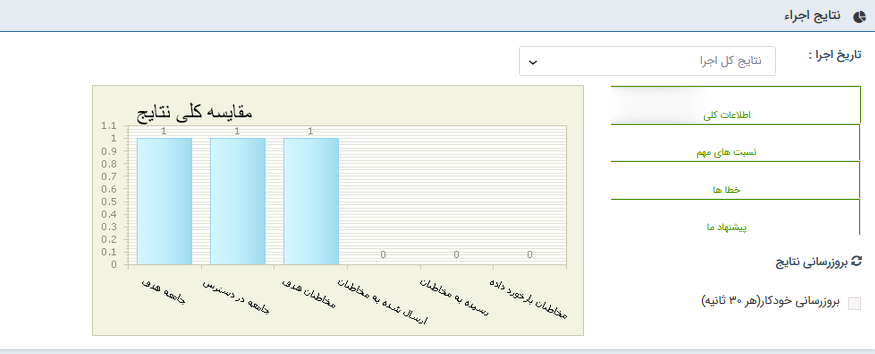 نتایج اجراء
تاریخ اجرا :
نتایج کل اجرا
اطلاعات کلی
نسبت های مهم
خطا ها
پیشنهاد ما
بروزرسانی نتایج
بروزرسانی خودکار(هر ۳۰ ثانیه)
مقایسه کلی نتایج
1.1
1
0.9
0.8
0.7
0.6
0.5
0.4
0.3
0.2
0.1
0
1
1
1
0
0
0
جامعه هدف
جامعه در دسترس
مخاطبان هدف
ارسال شده به مخاطبان
رسیده به مخاطبان
مخاطبان بازخورد داده